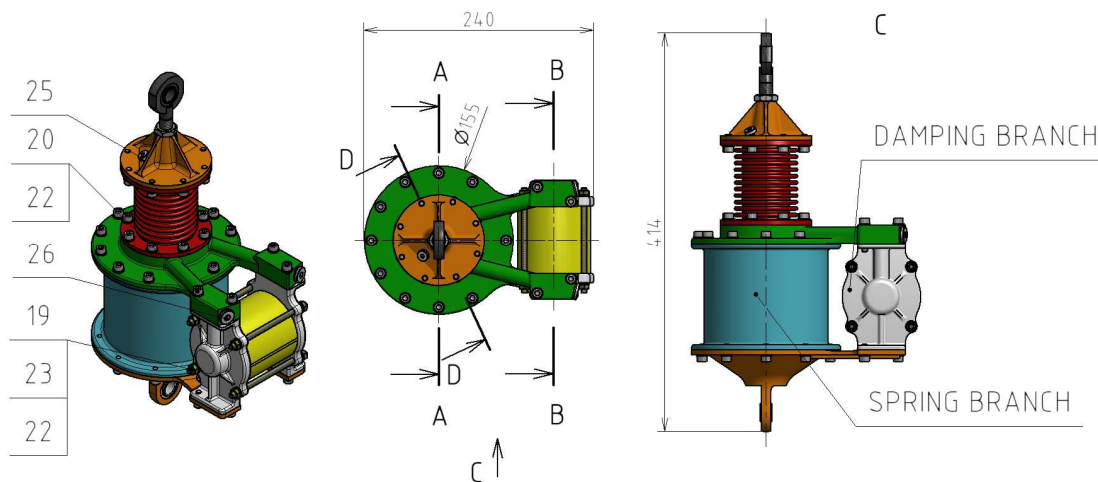 25
20
22
26
19
23
22
240
A
B
Ø155
D
D
A
B
C
C
414
DAMPING BRANCH
SPRING BRANCH